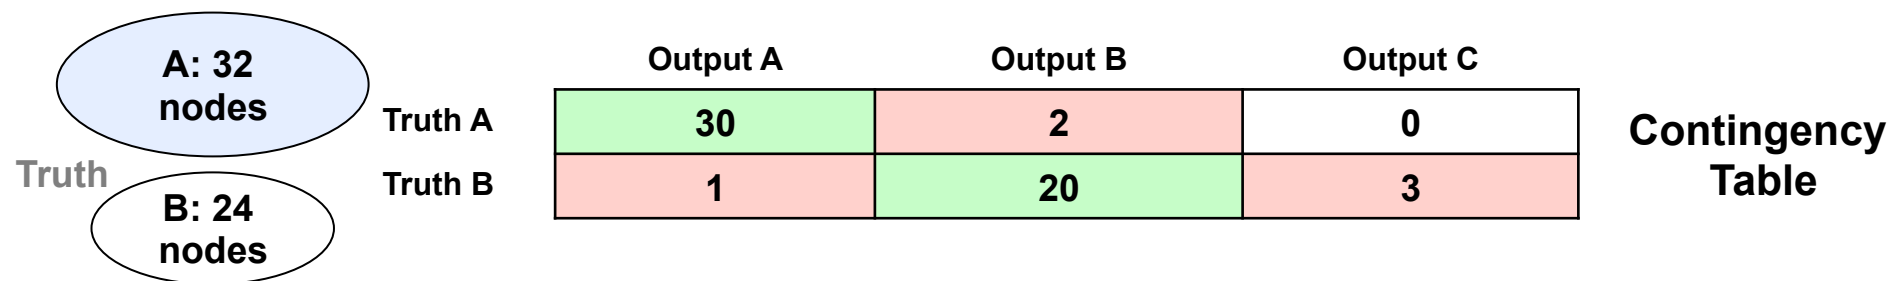 A: 32
nodes
Truth
B: 24
nodes
Output A Output B Output C
Truth A 30 2 0
Truth B 1 20 3
Contingency
Table